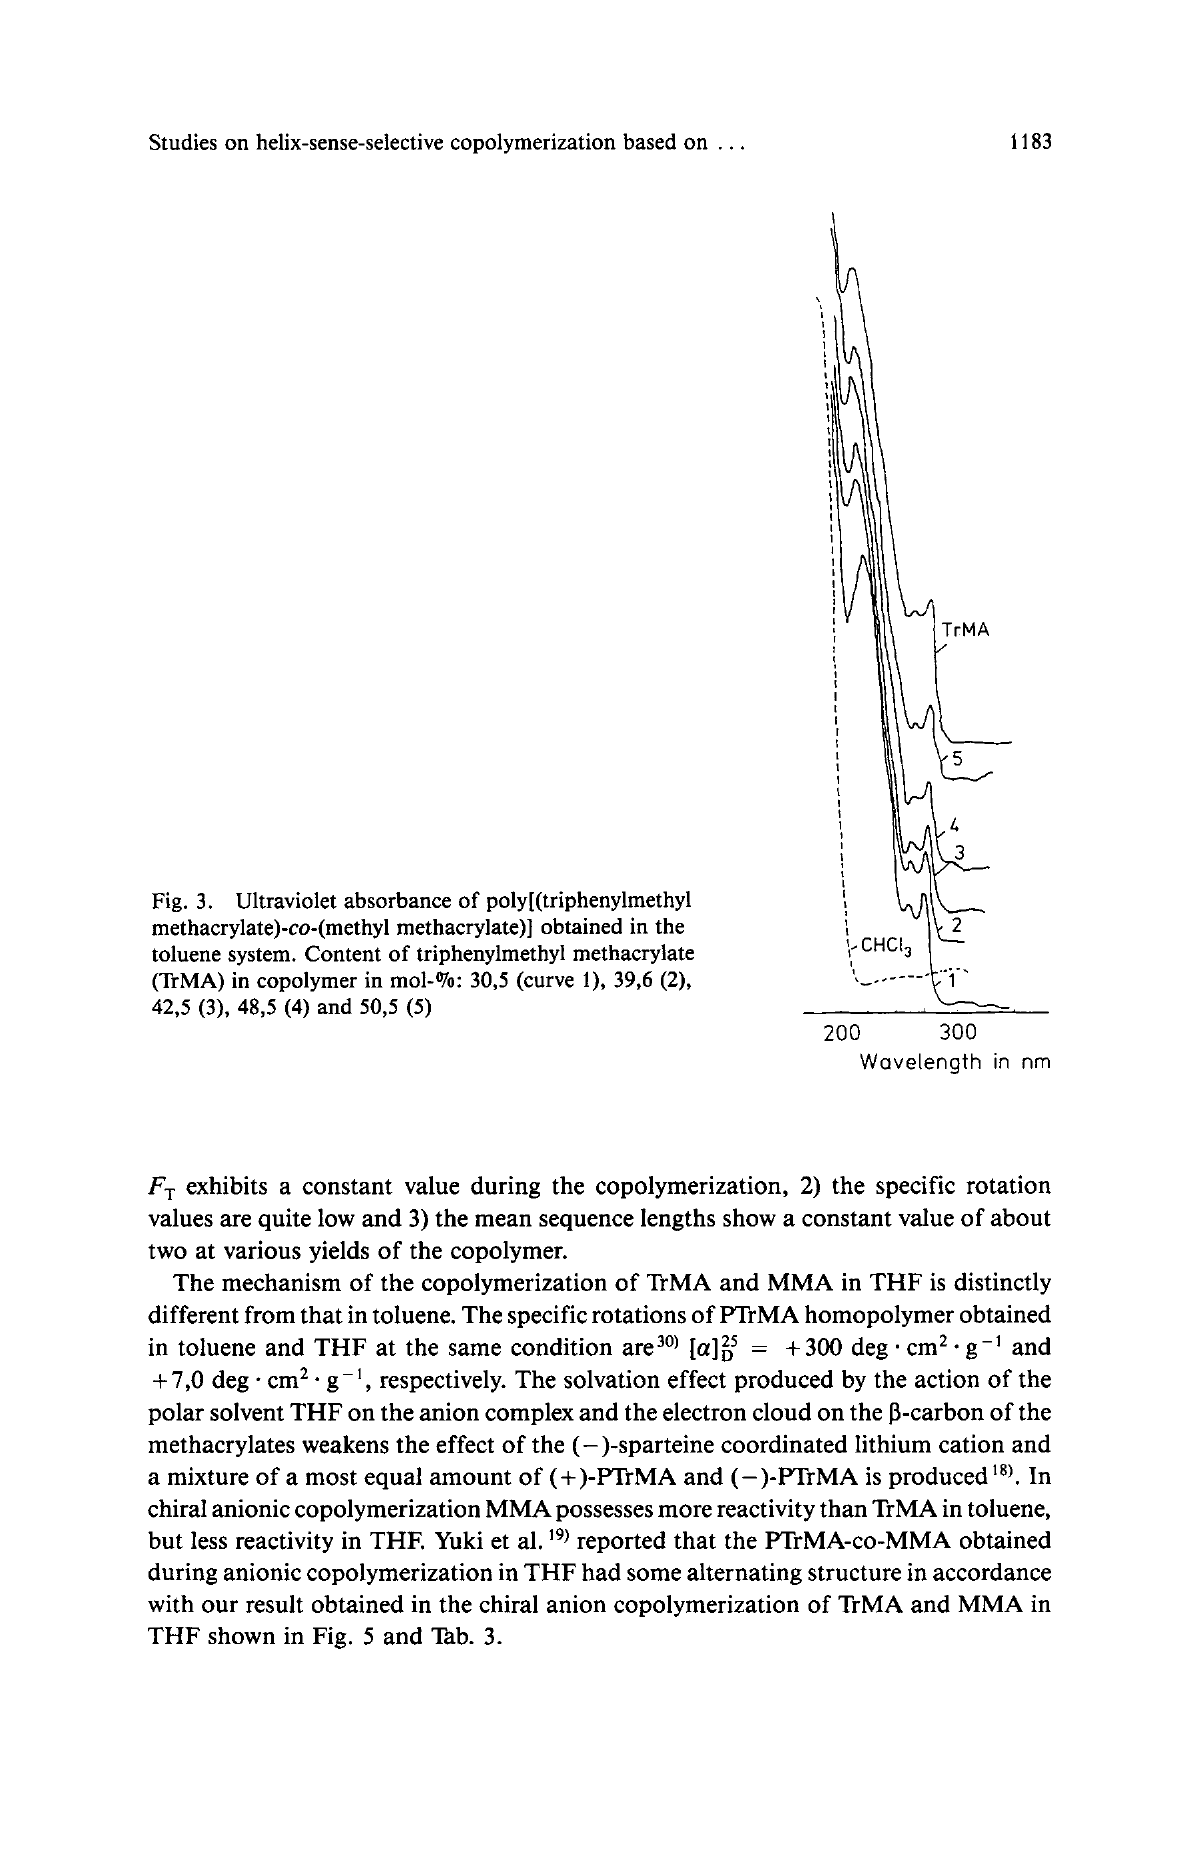 Studies on helix-sense-selective copolymerization based on ... 1183
TrMA
5
4
3
2
CHCl₃
1
200 300
Wavelength in nm
Fig. 3. Ultraviolet absorbance of poly[(triphenylmethyl
methacrylate)-co-(methyl methacrylate)] obtained in the
toluene system. Content of triphenylmethyl methacrylate
(TrMA) in copolymer in mol-%: 30,5 (curve 1), 39,6 (2),
42,5 (3), 48,5 (4) and 50,5 (5)
F_T exhibits a constant value during the copolymerization, 2) the specific rotation
values are quite low and 3) the mean sequence lengths show a constant value of about
two at various yields of the copolymer.
The mechanism of the copolymerization of TrMA and MMA in THF is distinctly
different from that in toluene. The specific rotations of PTrMA homopolymer obtained
in toluene and THF at the same condition are³⁰⁾ [α]_D^25 = +300 deg · cm² · g⁻¹ and
+7,0 deg · cm² · g⁻¹, respectively. The solvation effect produced by the action of the
polar solvent THF on the anion complex and the electron cloud on the β-carbon of the
methacrylates weakens the effect of the (−)-sparteine coordinated lithium cation and
a mixture of a most equal amount of (+)-PTrMA and (−)-PTrMA is produced¹⁸⁾. In
chiral anionic copolymerization MMA possesses more reactivity than TrMA in toluene,
but less reactivity in THF. Yuki et al.¹⁹⁾ reported that the PTrMA-co-MMA obtained
during anionic copolymerization in THF had some alternating structure in accordance
with our result obtained in the chiral anion copolymerization of TrMA and MMA in
THF shown in Fig. 5 and Tab. 3.